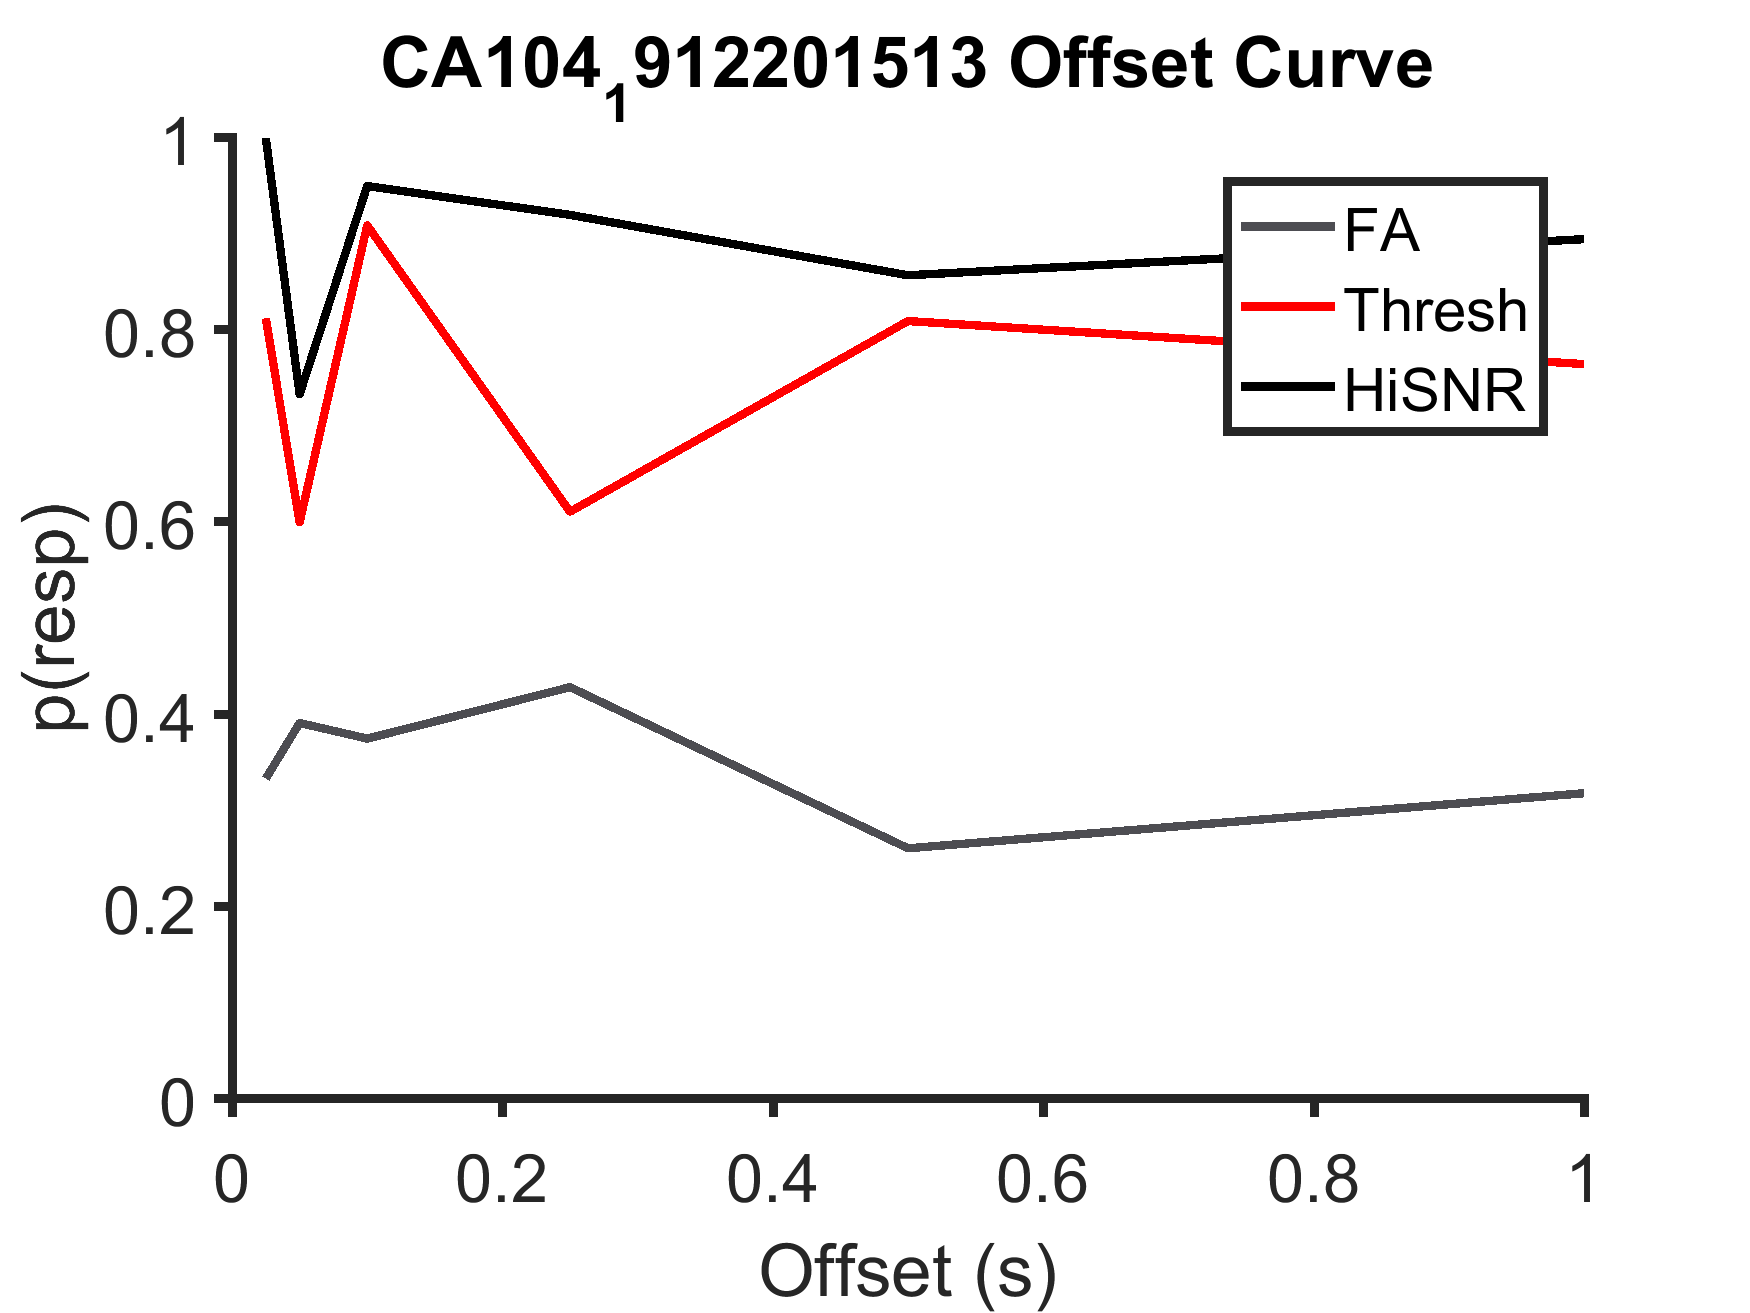 CA104₁912201513 Offset Curve
1
0.8
0.6
0.4
0.2
0
p(resp)
FA
Thresh
HiSNR
0 0.2 0.4 0.6 0.8 1
Offset (s)